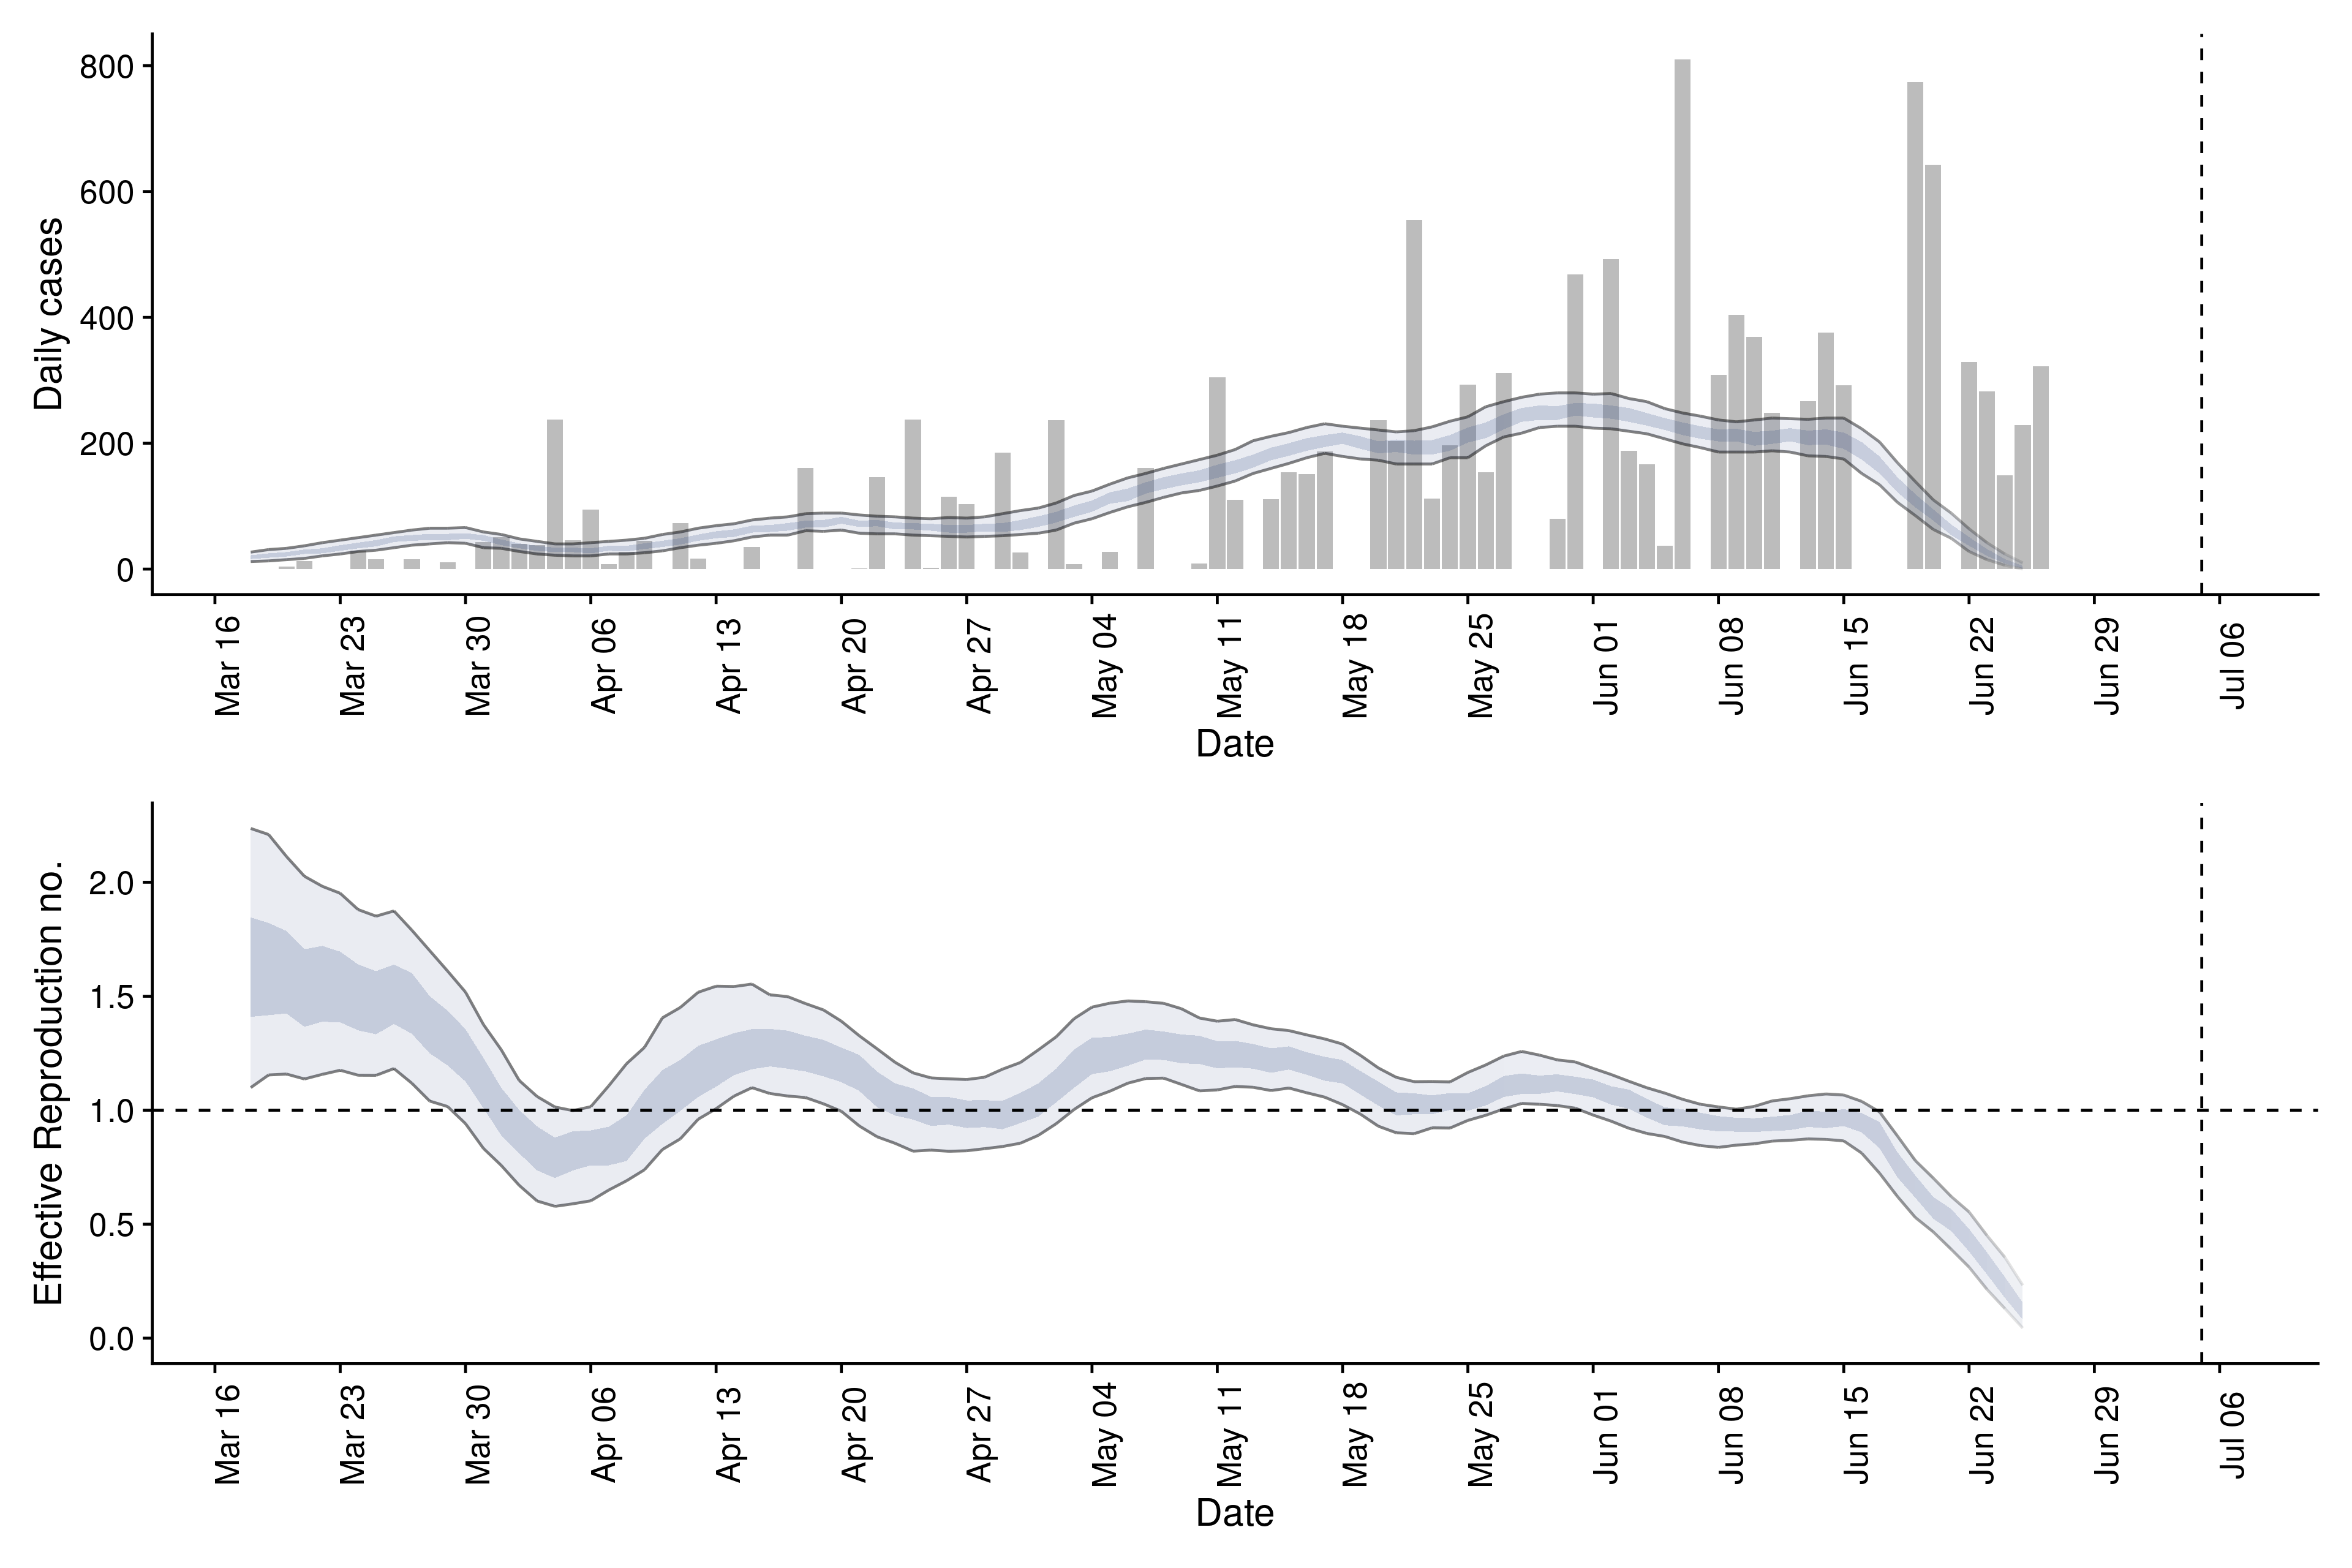 Daily cases
800
600
400
200
0
Mar 16
Mar 23
Mar 30
Apr 06
Apr 13
Apr 20
Apr 27
May 04
May 11
May 18
May 25
Jun 01
Jun 08
Jun 15
Jun 22
Jun 29
Jul 06
Date
Effective Reproduction no.
2.0
1.5
1.0
0.5
0.0
Mar 16
Mar 23
Mar 30
Apr 06
Apr 13
Apr 20
Apr 27
May 04
May 11
May 18
May 25
Jun 01
Jun 08
Jun 15
Jun 22
Jun 29
Jul 06
Date